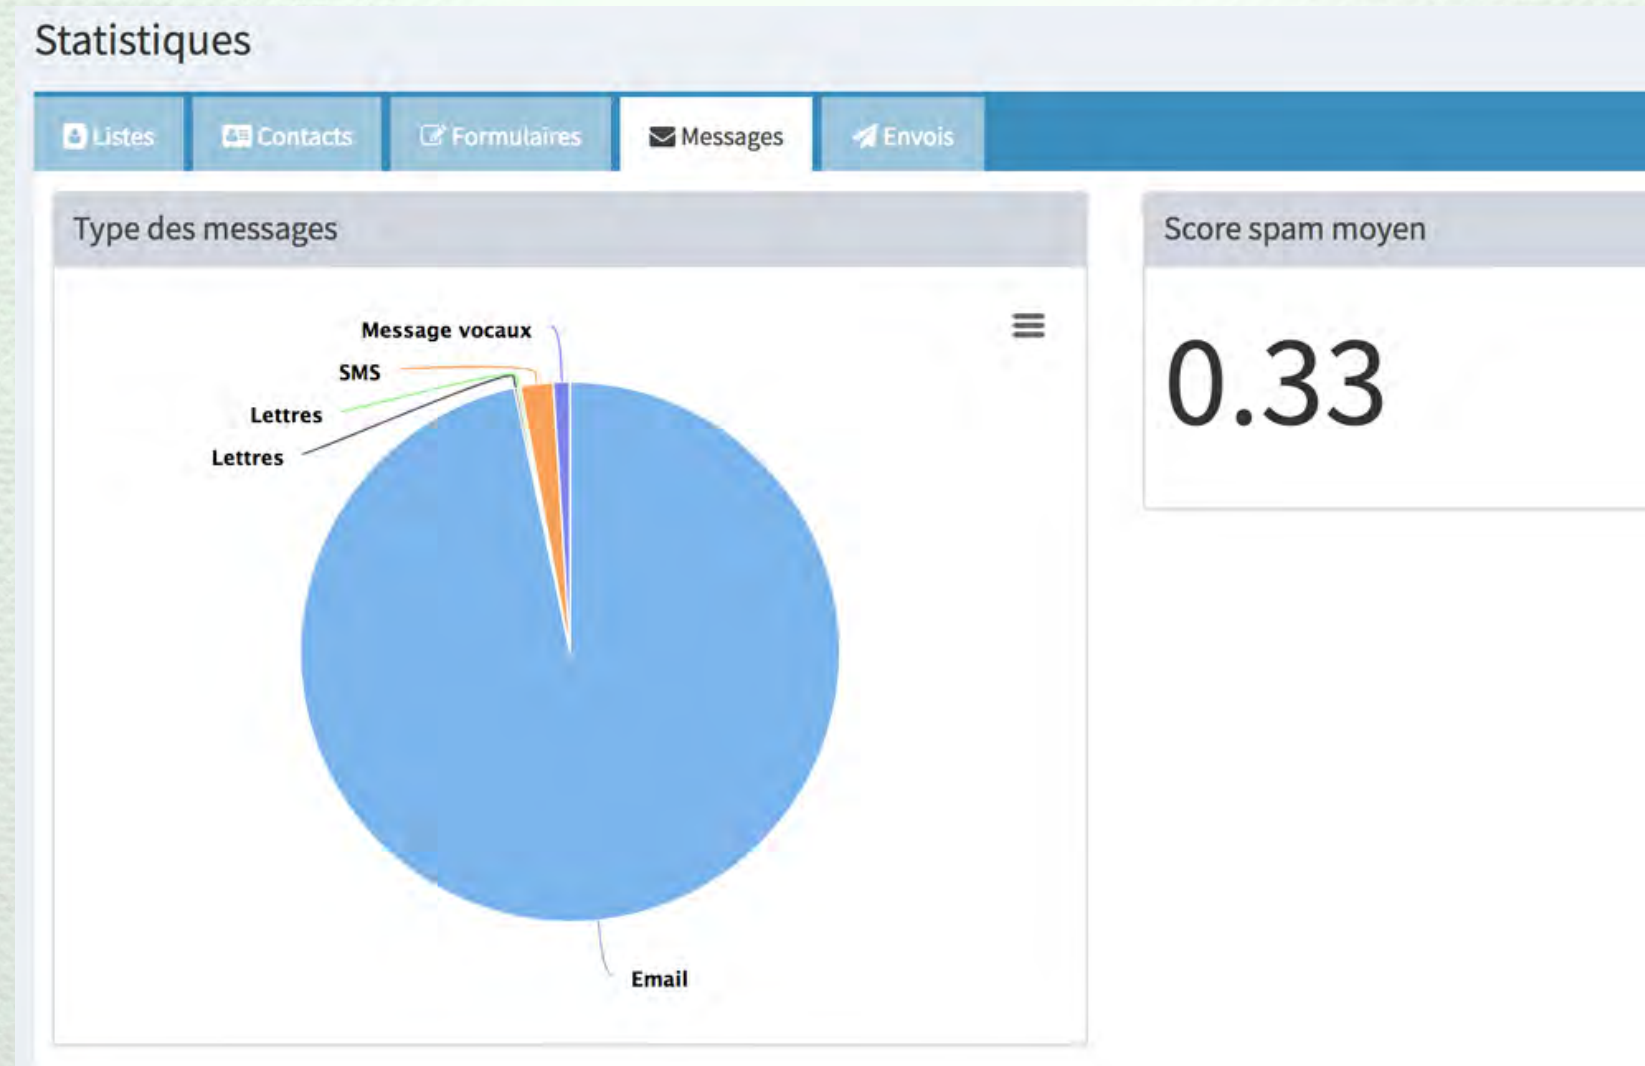 Statistiques
Listes
Contacts
Formulaires
Messages
Envois
Type des messages
Message vocaux
SMS
Lettres
Lettres
Email
Score spam moyen
0.33